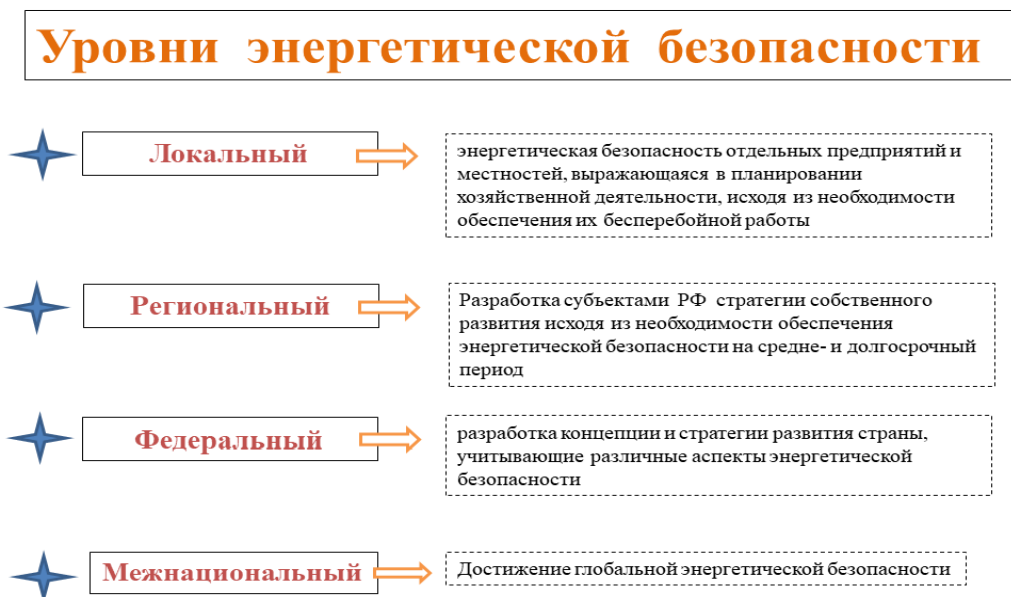 Уровни энергетической безопасности
Локальный
энергетическая безопасность отдельных предприятий и
местностей, выражающаяся в планировании
хозяйственной деятельности, исходя из необходимости
обеспечения их бесперебойной работы
Региональный
Разработка субъектами РФ стратегии собственного
развития исходя из необходимости обеспечения
энергетической безопасности на средне- и долгосрочный
период
Федеральный
разработка концепции и стратегии развития страны,
учитывающие различные аспекты энергетической
безопасности
Межнациональный
Достижение глобальной энергетической безопасности